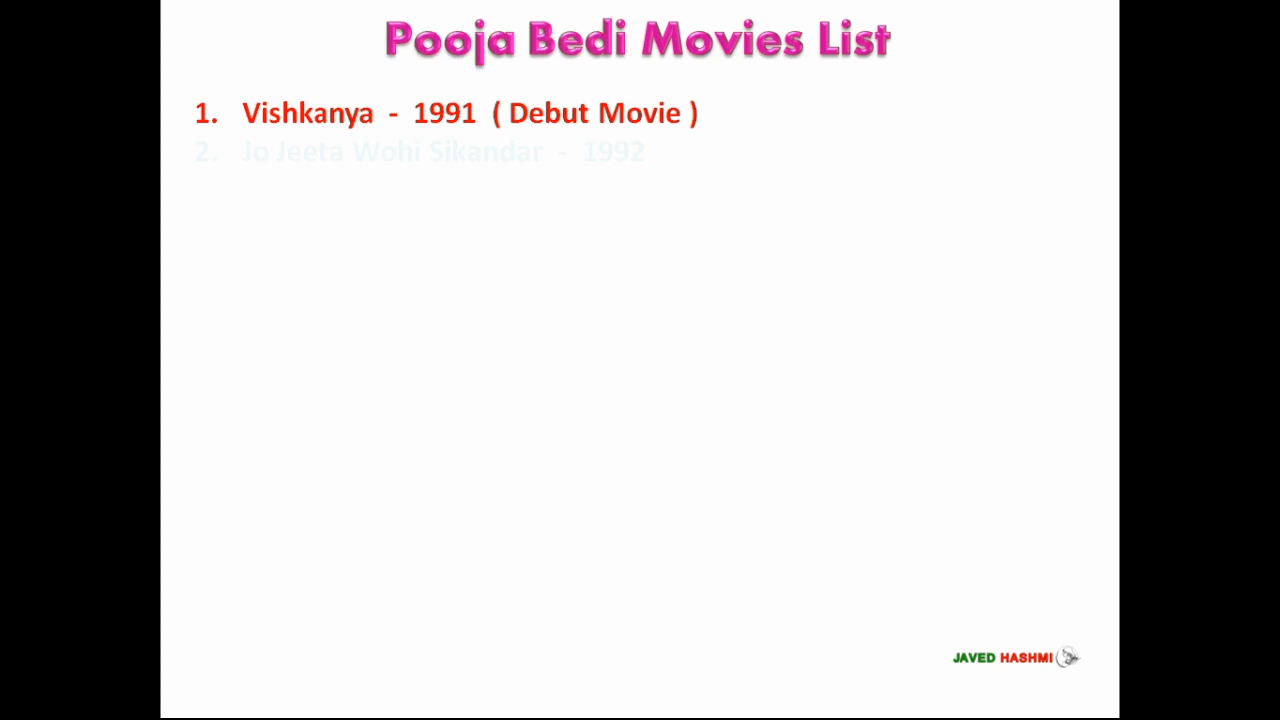 Pooja Bedi Movies List
1. Vishkanya - 1991 ( Debut Movie )
2. Jo Jeeta Wohi Sikandar - 1992
JAVED HASHMI